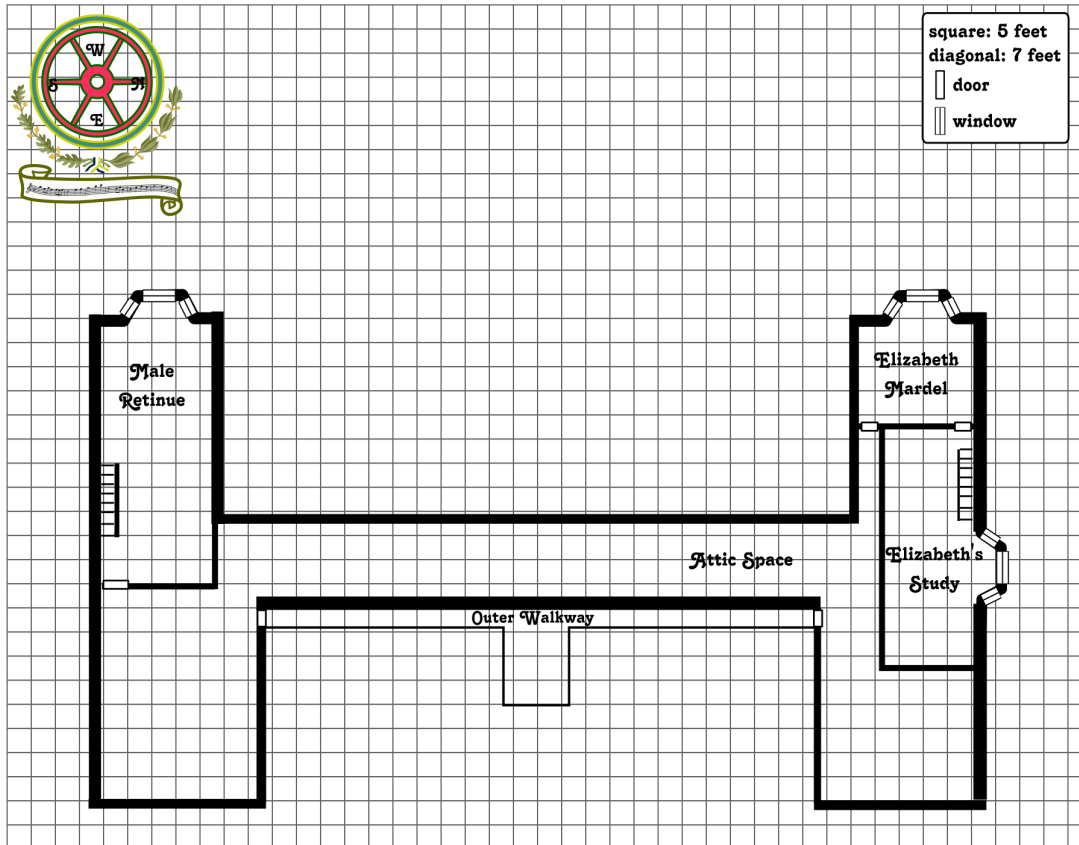 W
S
N
E
square: 5 feet
diagonal: 7 feet
door
window
Male
Retinue
Elizabeth
Mardel
Attic Space
Elizabeth's
Study
Outer Walkway